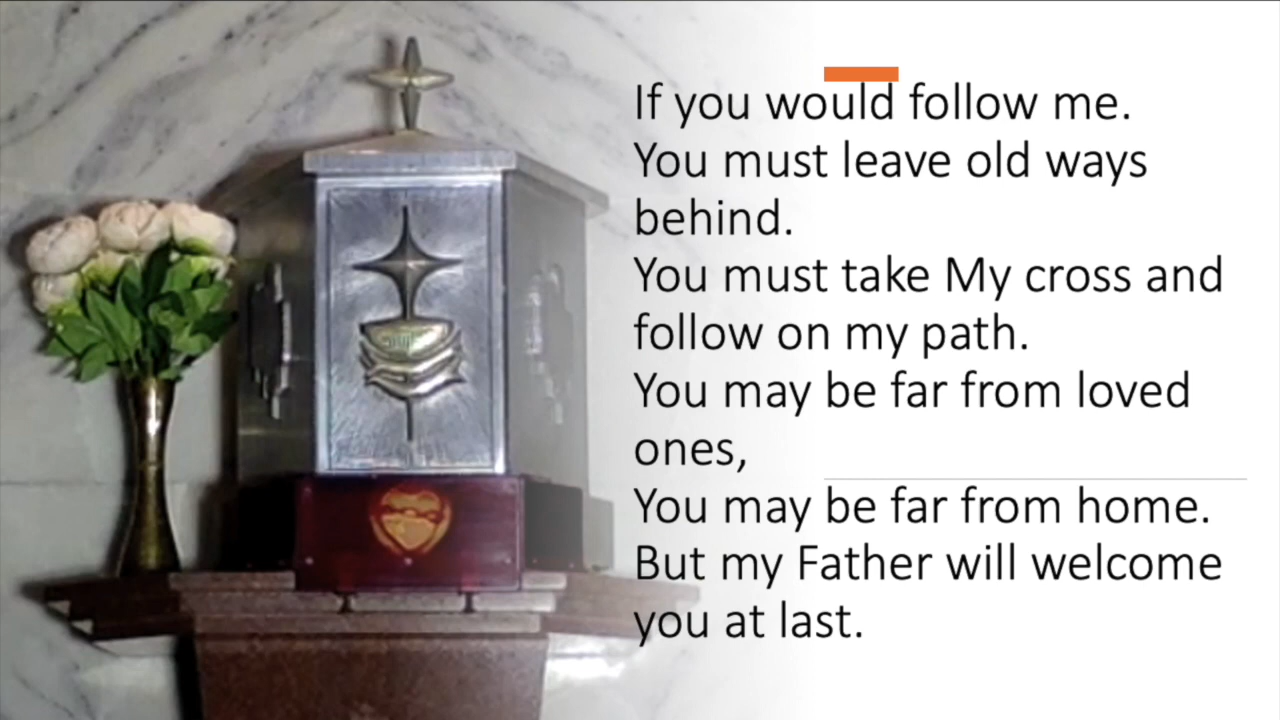 If you would follow me.
You must leave old ways
behind.
You must take My cross and
follow on my path.
You may be far from loved
ones,
You may be far from home.
But my Father will welcome
you at last.